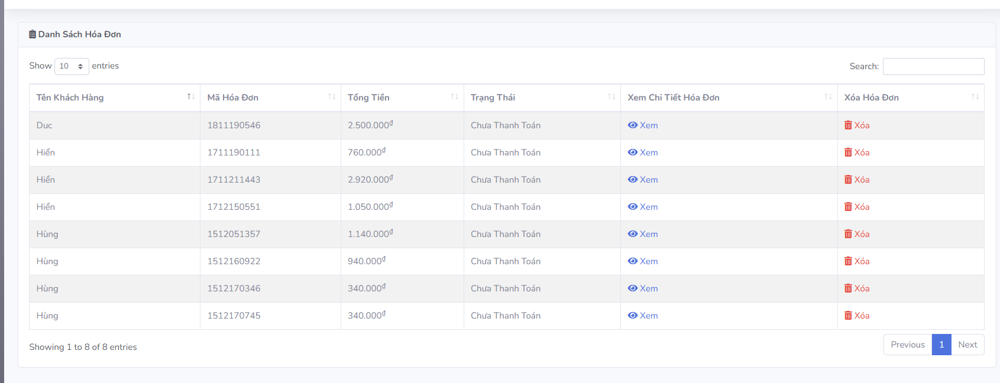 Danh Sách Hóa Đơn
Show 10 entries Search:
Tên Khách Hàng Mã Hóa Đơn Tổng Tiền Trạng Thái Xem Chi Tiết Hóa Đơn Xóa Hóa Đơn
Duc 1811190546 2.500.000₫ Chưa Thanh Toán Xem Xóa
Hiển 1711190111 760.000₫ Chưa Thanh Toán Xem Xóa
Hiển 1711211443 2.920.000₫ Chưa Thanh Toán Xem Xóa
Hiển 1712150551 1.050.000₫ Chưa Thanh Toán Xem Xóa
Hùng 1512051357 1.140.000₫ Chưa Thanh Toán Xem Xóa
Hùng 1512160922 940.000₫ Chưa Thanh Toán Xem Xóa
Hùng 1512170346 340.000₫ Chưa Thanh Toán Xem Xóa
Hùng 1512170745 340.000₫ Chưa Thanh Toán Xem Xóa
Showing 1 to 8 of 8 entries Previous 1 Next